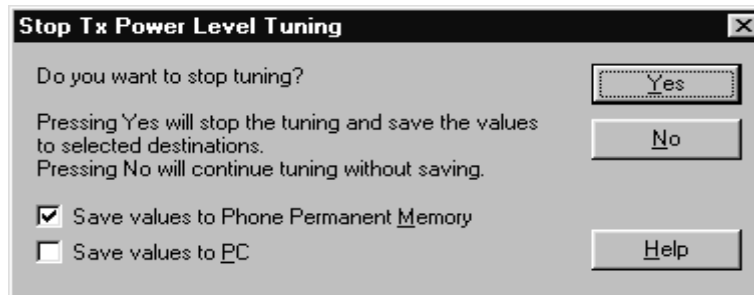 Stop Tx Power Level Tuning
Do you want to stop tuning?
Yes
Pressing Yes will stop the tuning and save the values
to selected destinations.
Pressing No will continue tuning without saving.
No
Save values to Phone Permanent Memory
Save values to PC
Help